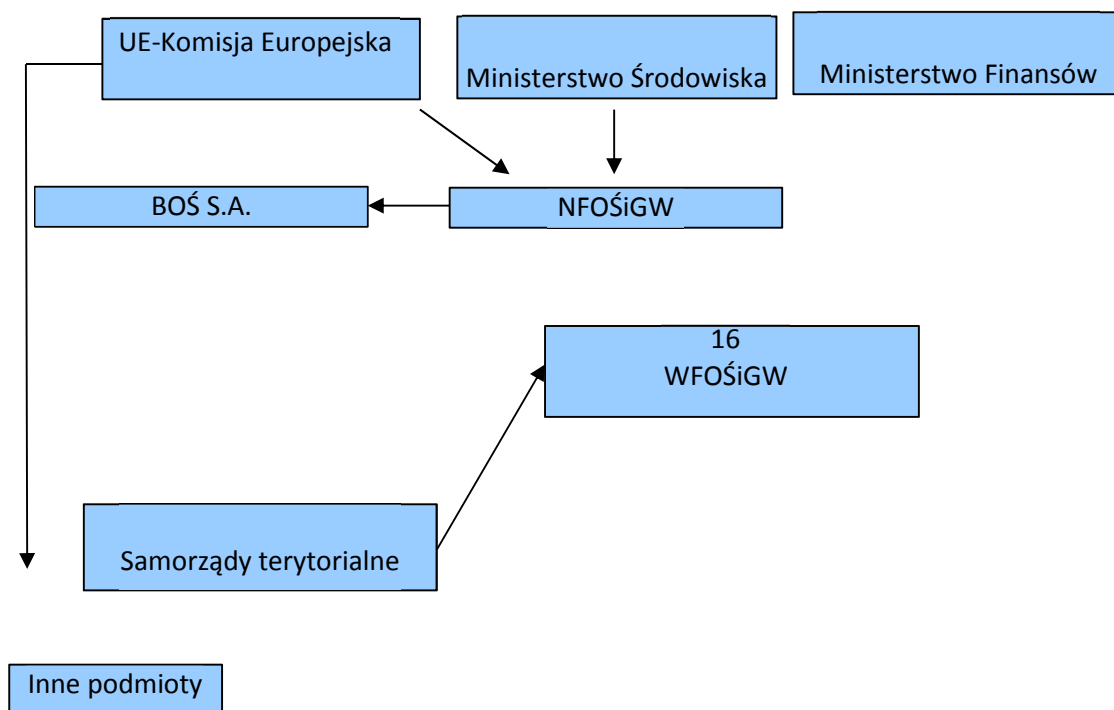 UE-Komisja Europejska
Ministerstwo Środowiska
Ministerstwo Finansów
BOŚ S.A.
NFOŚiGW
16
WFOŚiGW
Samorządy terytorialne
Inne podmioty